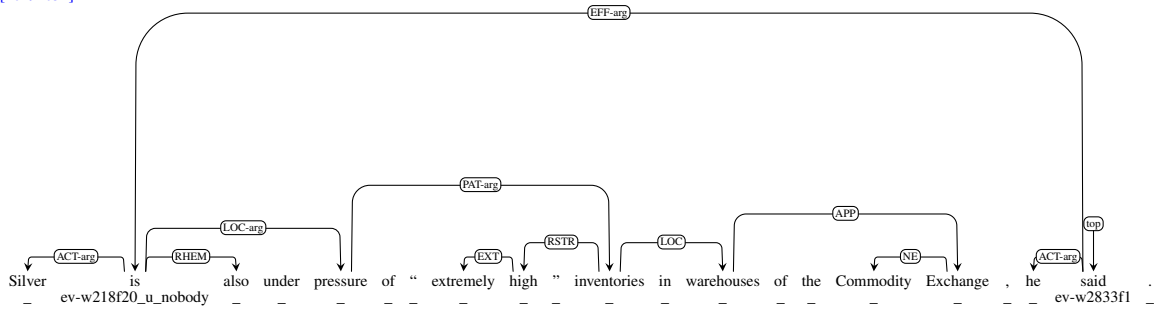 EFF-arg
PAT-arg
APP
LOC-arg
top
RSTR
LOC
ACT-arg RHEM EXT NE ACT-arg
Silver is also under pressure of “ extremely high ” inventories in warehouses of the Commodity Exchange , he said .
_ ev-w218f20_u_nobody _ _ _ _ _ _ _ _ _ _ _ _ _ _ _ _ _ ev-w2833f1 _